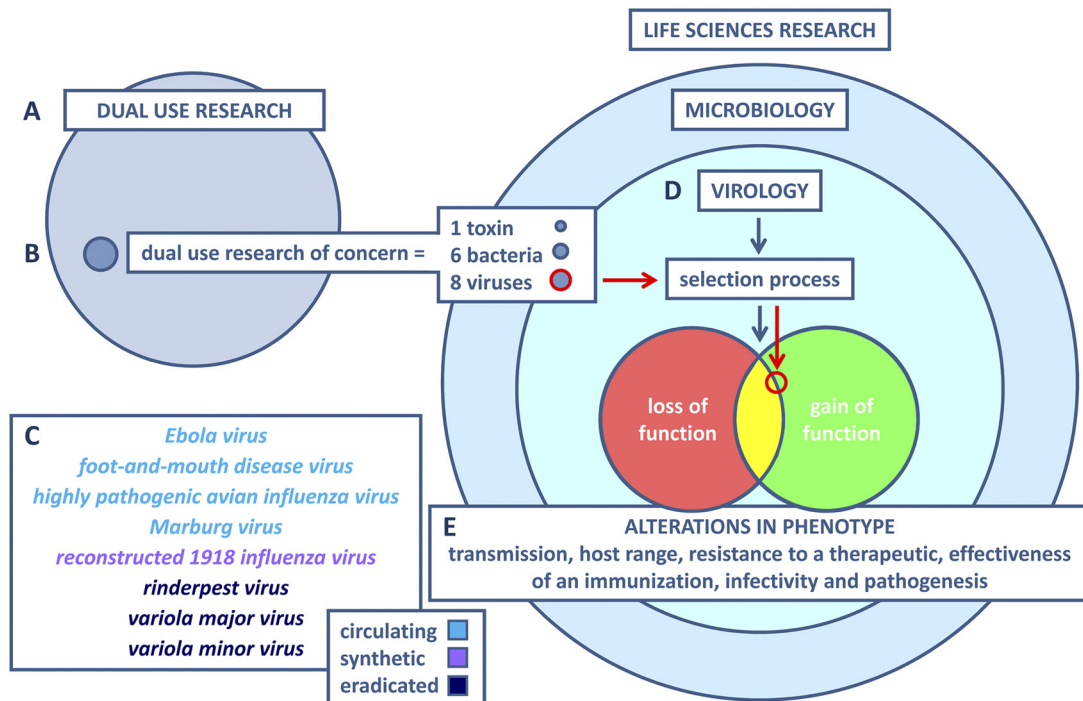 LIFE SCIENCES RESEARCH
A
DUAL USE RESEARCH
MICROBIOLOGY
D
VIROLOGY
B
dual use research of concern =
1 toxin
6 bacteria
8 viruses
selection process
loss of
function
gain of
function
C
Ebola virus
foot-and-mouth disease virus
highly pathogenic avian influenza virus
Marburg virus
reconstructed 1918 influenza virus
rinderpest virus
variola major virus
variola minor virus
circulating
synthetic
eradicated
E
ALTERATIONS IN PHENOTYPE
transmission, host range, resistance to a therapeutic, effectiveness
of an immunization, infectivity and pathogenesis